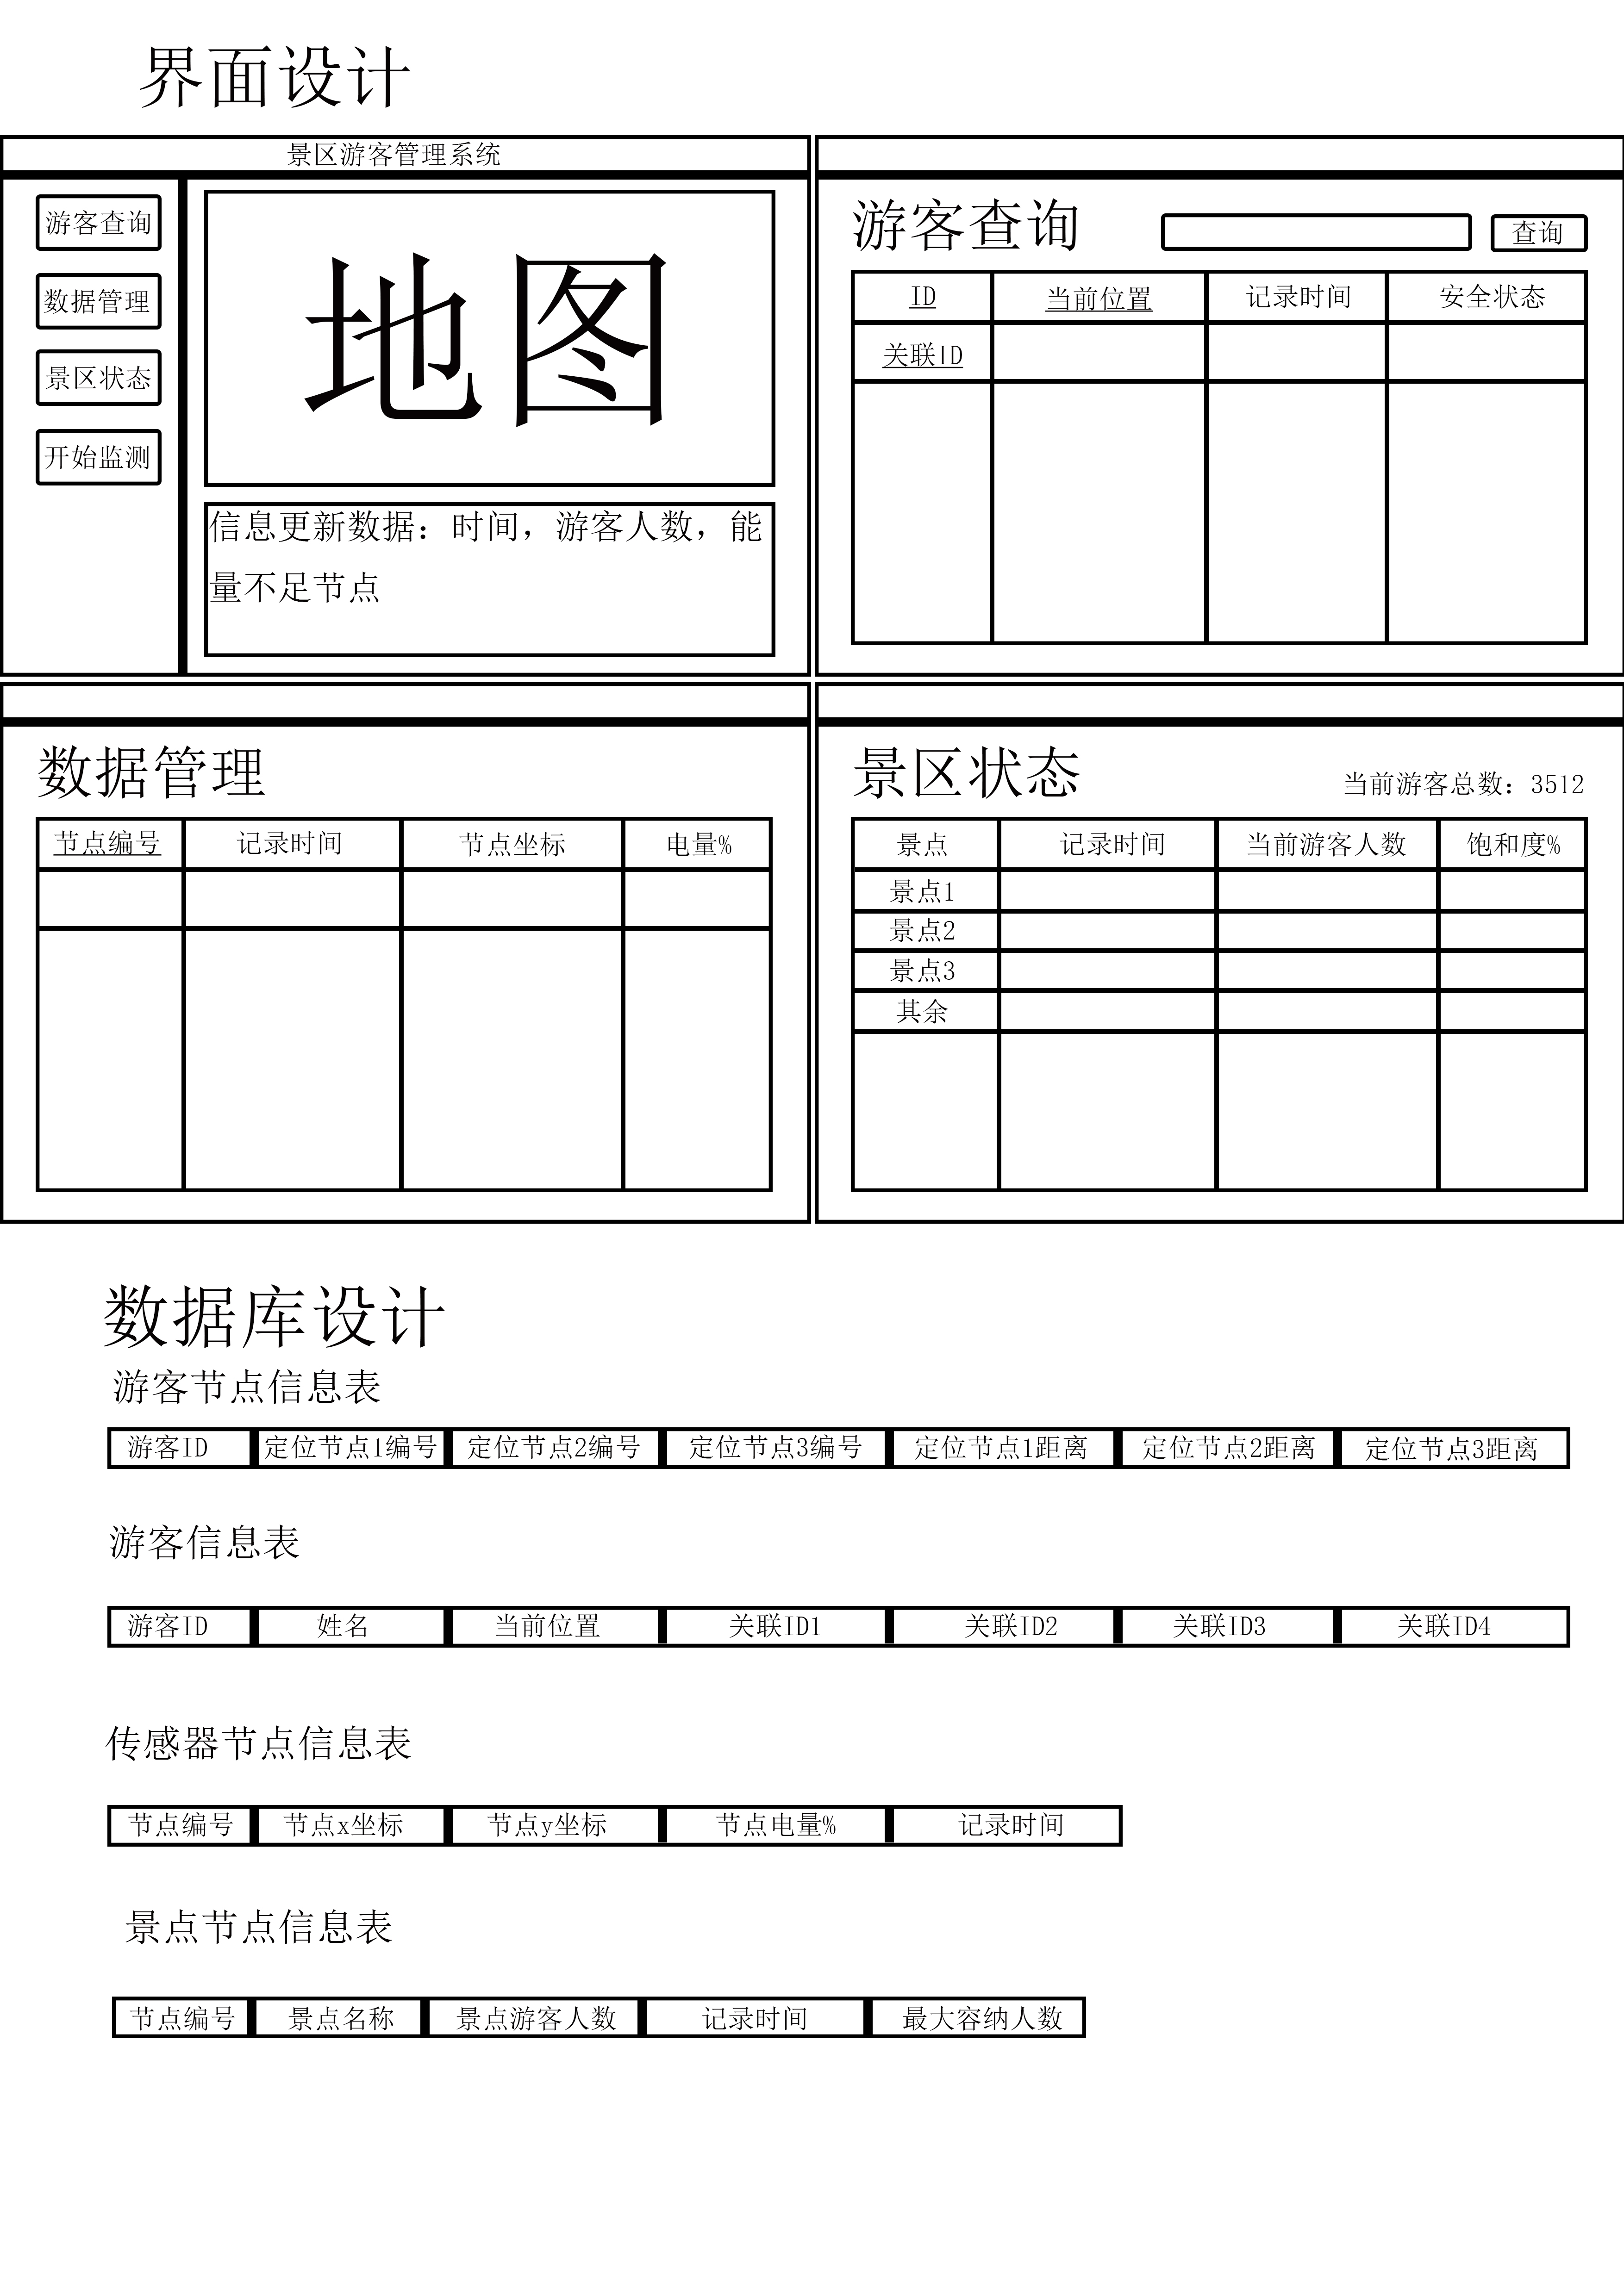 界面设计
景区游客管理系统
游客查询
数据管理
景区状态
开始监测
地图
信息更新数据：时间，游客人数，能
量不足节点
游客查询
查询
ID 当前位置 记录时间 安全状态
关联ID
数据管理
节点编号 记录时间 节点坐标 电量%
景区状态
当前游客总数：3512
景点 记录时间 当前游客人数 饱和度%
景点1
景点2
景点3
其余
数据库设计
游客节点信息表
游客ID 定位节点1编号 定位节点2编号 定位节点3编号 定位节点1距离 定位节点2距离 定位节点3距离
游客信息表
游客ID 姓名 当前位置 关联ID1 关联ID2 关联ID3 关联ID4
传感器节点信息表
节点编号 节点x坐标 节点y坐标 节点电量% 记录时间
景点节点信息表
节点编号 景点名称 景点游客人数 记录时间 最大容纳人数